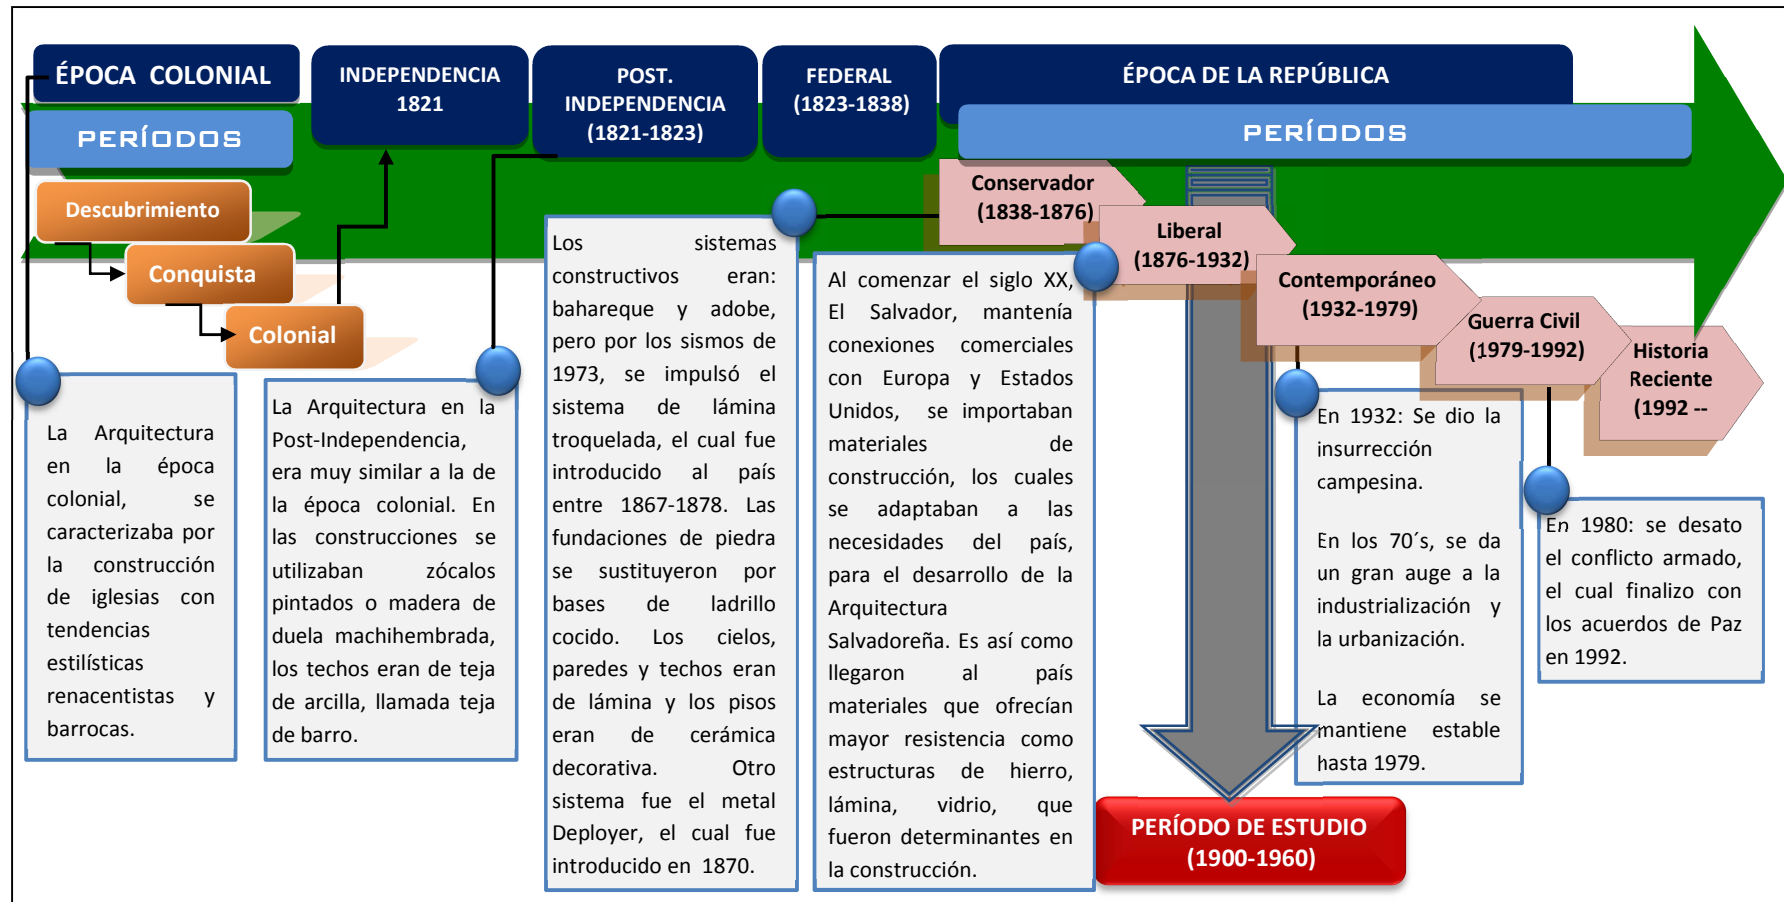 ÉPOCA COLONIAL
PERÍODOS
Descubrimiento
Conquista
Colonial
INDEPENDENCIA
1821
POST.
INDEPENDENCIA
(1821-1823)
FEDERAL
(1823-1838)
ÉPOCA DE LA REPÚBLICA
PERÍODOS
Conservador
(1838-1876)
Liberal
(1876-1932)
Contemporáneo
(1932-1979)
Guerra Civil
(1979-1992)
Historia
Reciente
(1992 --
La Arquitectura
en la época
colonial, se
caracterizaba por
la construcción
de iglesias con
tendencias
estilísticas
renacentistas y
barrocas.
La Arquitectura en la
Post-Independencia,
era muy similar a la de
la época colonial. En
las construcciones se
utilizaban zócalos
pintados o madera de
duela machihembrada,
los techos eran de teja
de arcilla, llamada teja
de barro.
Los sistemas
constructivos eran:
bahareque y adobe,
pero por los sismos de
1973, se impulsó el
sistema de lámina
troquelada, el cual fue
introducido al país
entre 1867-1878. Las
fundaciones de piedra
se sustituyeron por
bases de ladrillo
cocido. Los cielos,
paredes y techos eran
de lámina y los pisos
eran de cerámica
decorativa. Otro
sistema fue el metal
Deployer, el cual fue
introducido en 1870.
Al comenzar el siglo XX,
El Salvador, mantenía
conexiones comerciales
con Europa y Estados
Unidos, se importaban
materiales de
construcción, los cuales
se adaptaban a las
necesidades del país,
para el desarrollo de la
Arquitectura
Salvadoreña. Es así como
llegaron al país
materiales que ofrecían
mayor resistencia como
estructuras de hierro,
lámina, vidrio, que
fueron determinantes en
la construcción.
En 1932: Se dio la
insurrección
campesina.
En los 70´s, se da
un gran auge a la
industrialización y
la urbanización.
La economía se
mantiene estable
hasta 1979.
En 1980: se desato
el conflicto armado,
el cual finalizo con
los acuerdos de Paz
en 1992.
PERÍODO DE ESTUDIO
(1900-1960)